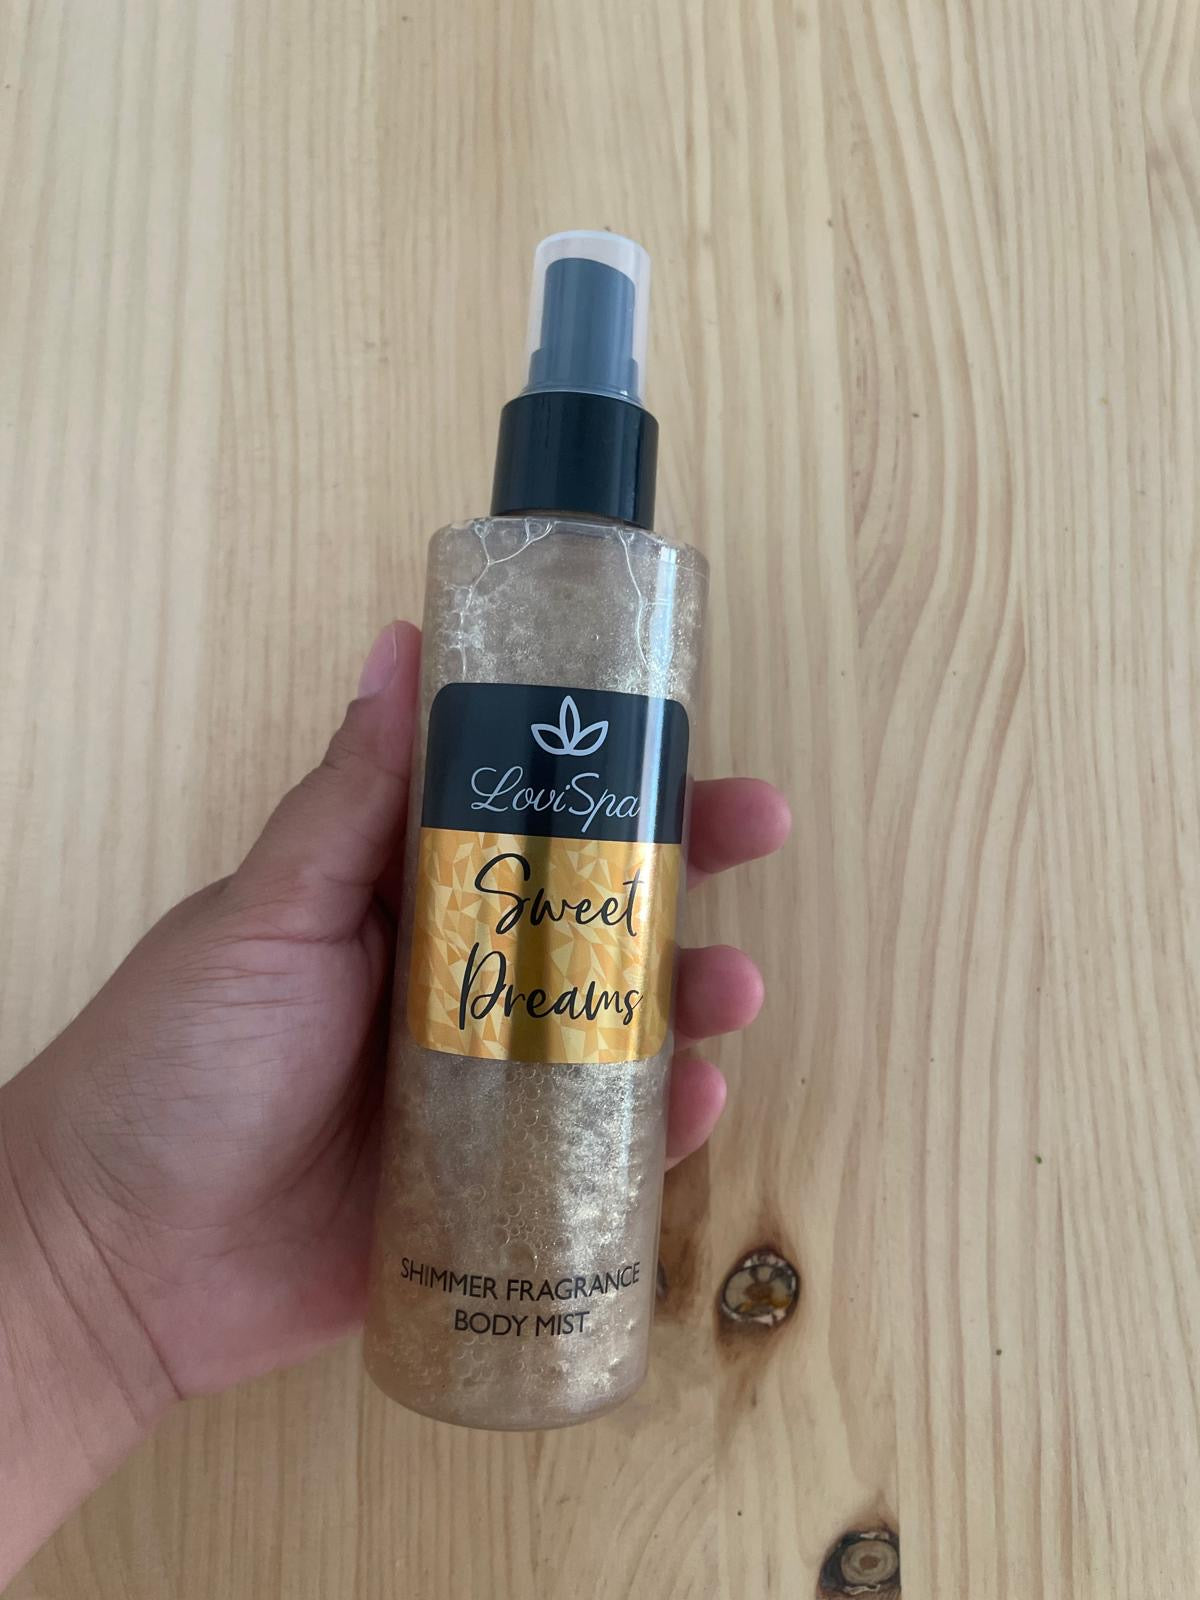 LoviSpa
Sweet
Dreams
SHIMMER FRAGRANCE
BODY MIST